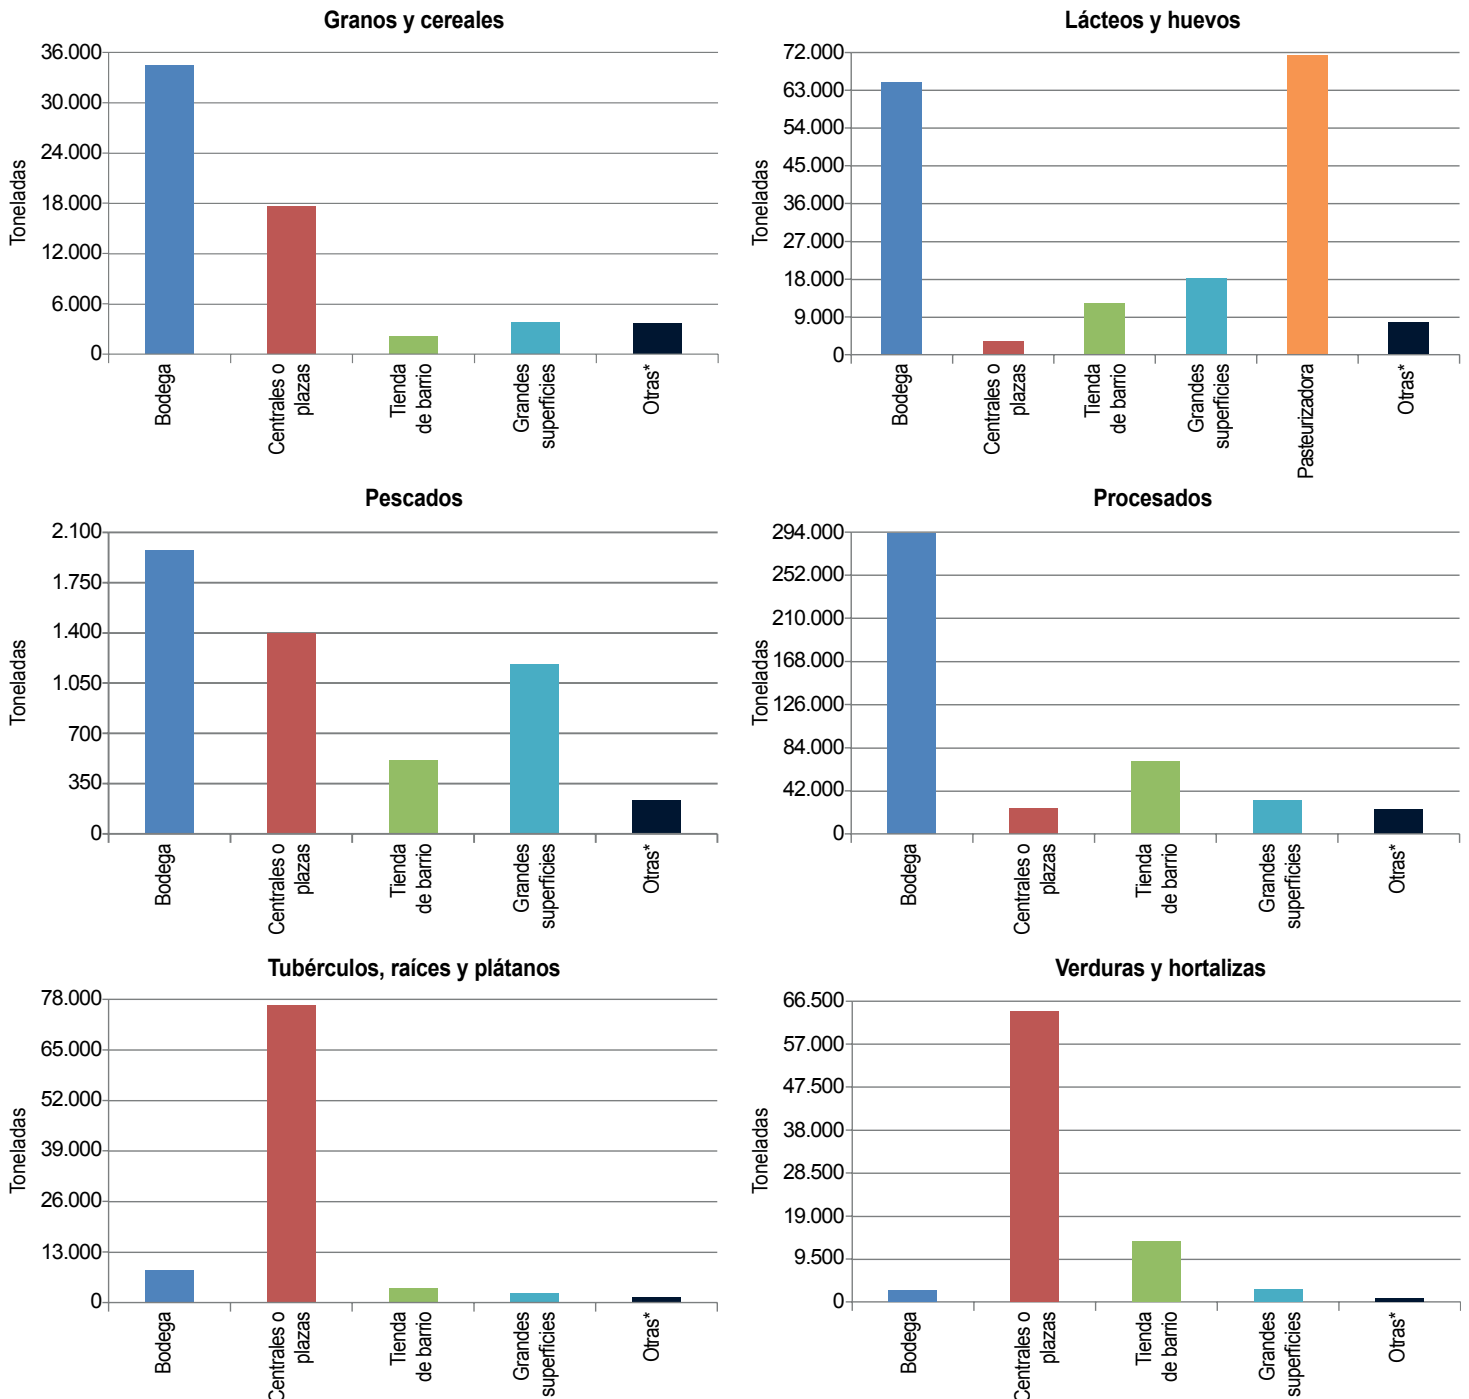 Granos y cereales
Toneladas
36.000
30.000
24.000
18.000
12.000
6.000
0
Bodega
Centrales o
plazas
Tienda
de barrio
Grandes
superficies
Otras*
Lácteos y huevos
Toneladas
72.000
63.000
54.000
45.000
36.000
27.000
18.000
9.000
0
Bodega
Centrales o
plazas
Tienda
de barrio
Grandes
superficies
Pasteurizadora
Otras*
Pescados
Toneladas
2.100
1.750
1.400
1.050
700
350
0
Bodega
Centrales o
plazas
Tienda
de barrio
Grandes
superficies
Otras*
Procesados
Toneladas
294.000
252.000
210.000
168.000
126.000
84.000
42.000
0
Bodega
Centrales o
plazas
Tienda
de barrio
Grandes
superficies
Otras*
Tubérculos, raíces y plátanos
Toneladas
78.000
65.000
52.000
39.000
26.000
13.000
0
Bodega
Centrales o
plazas
Tienda
de barrio
Grandes
superficies
Otras*
Verduras y hortalizas
Toneladas
66.500
57.000
47.500
38.000
28.500
19.000
9.500
0
Bodega
Centrales o
plazas
Tienda
de barrio
Grandes
superficies
Otras*